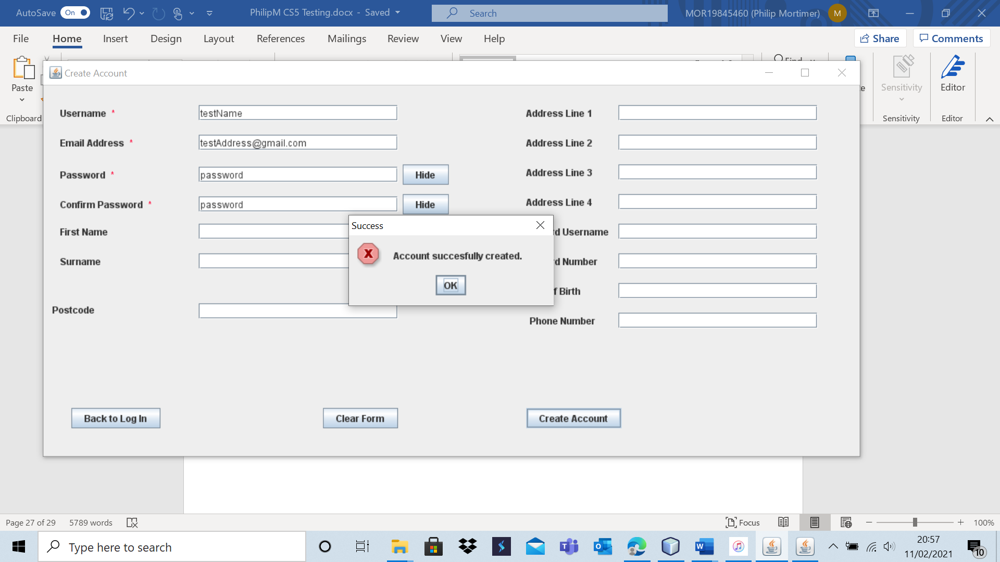 AutoSave On PhilipM CS5 Testing.docx - Saved Search MOR19845460 (Philip Mortimer) M
File Home Insert Design Layout References Mailings Review View Help Share Comments
Paste
Sensitivity
Editor
Clipboard
Sensitivity
Editor
Create Account
Username *
testName
Address Line 1
Email Address *
testAddress@gmail.com
Address Line 2
Password *
password
Hide
Address Line 3
Confirm Password *
password
Hide
Address Line 4
First Name
Username
Surname
Number
Birth
Postcode
Phone Number
Success
Account succesfully created.
OK
Back to Log In
Clear Form
Create Account
Page 27 of 29 5789 words Focus 100%
Type here to search
20:57
11/02/2021
10